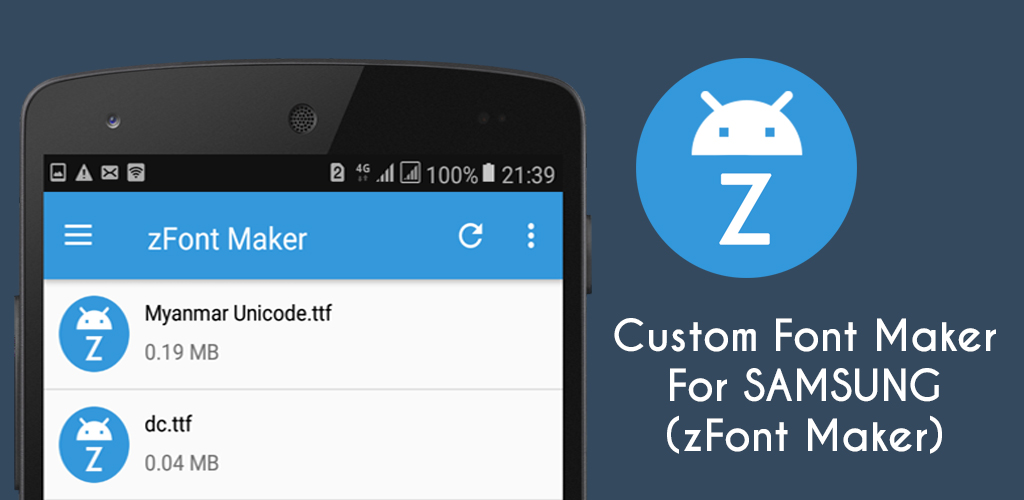 2 4G 100% 21:39
zFont Maker
Myanmar Unicode.ttf
0.19 MB
Z
dc.ttf
0.04 MB
Z
Z
Custom Font Maker
For SAMSUNG
(zFont Maker)